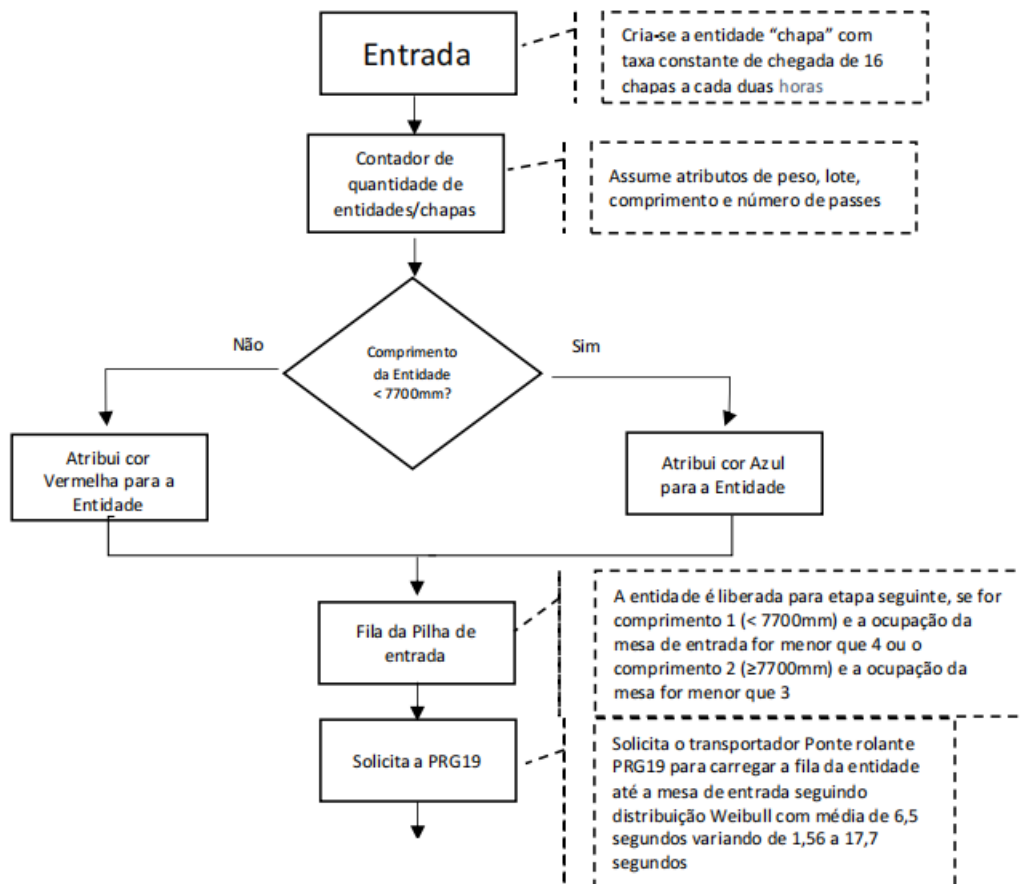 Entrada
Cria-se a entidade “chapa” com
taxa constante de chegada de 16
chapas a cada duas horas
Contador de
quantidade de
entidades/chapas
Assume atributos de peso, lote,
comprimento e número de passes
Não
Comprimento
da Entidade
< 7700mm?
Sim
Atribui cor
Vermelha para a
Entidade
Atribui cor Azul
para a Entidade
Fila da Pilha de
entrada
A entidade é liberada para etapa seguinte, se for
comprimento 1 (< 7700mm) e a ocupação da
mesa de entrada for menor que 4 ou o
comprimento 2 (≥7700mm) e a ocupação da
mesa for menor que 3
Solicita a PRG19
Solicita o transportador Ponte rolante
PRG19 para carregar a fila da entidade
até a mesa de entrada seguindo
distribuição Weibull com média de 6,5
segundos variando de 1,56 a 17,7
segundos